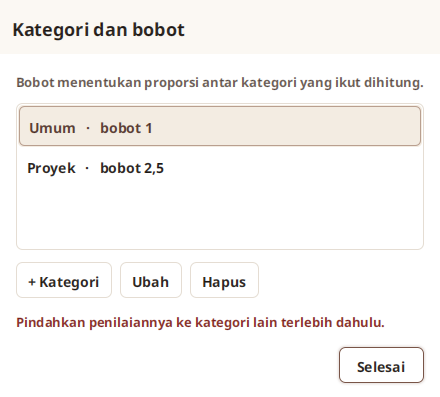 Kategori dan bobot
Bobot menentukan proporsi antar kategori yang ikut dihitung.
Umum · bobot 1
Proyek · bobot 2,5
+ Kategori Ubah Hapus
Pindahkan penilaiannya ke kategori lain terlebih dahulu.
Selesai